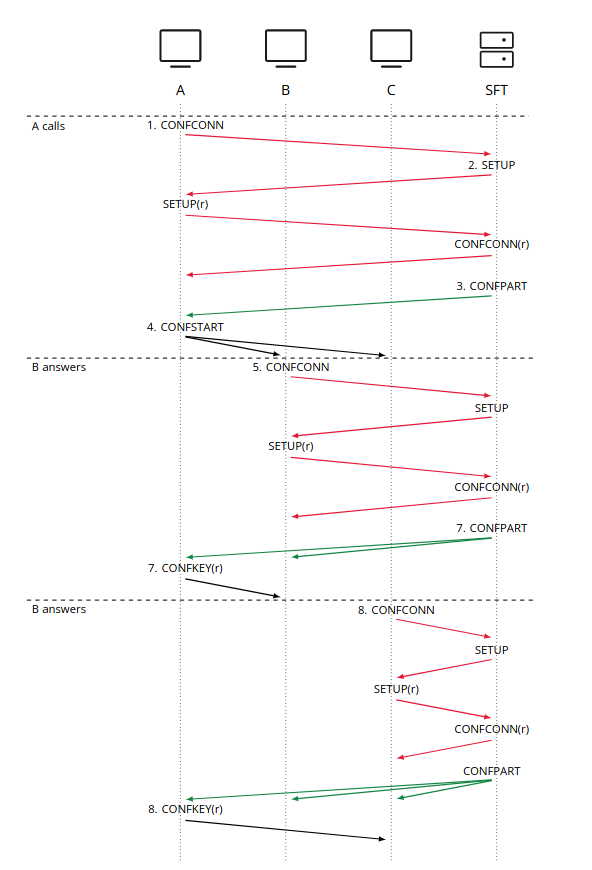 A B C SFT
A calls
1. CONFCONN
2. SETUP
SETUP(r)
CONFCONN(r)
3. CONFPART
4. CONFSTART
B answers
5. CONFCONN
SETUP
SETUP(r)
CONFCONN(r)
7. CONFPART
7. CONFKEY(r)
B answers
8. CONFCONN
SETUP
SETUP(r)
CONFCONN(r)
CONFPART
8. CONFKEY(r)